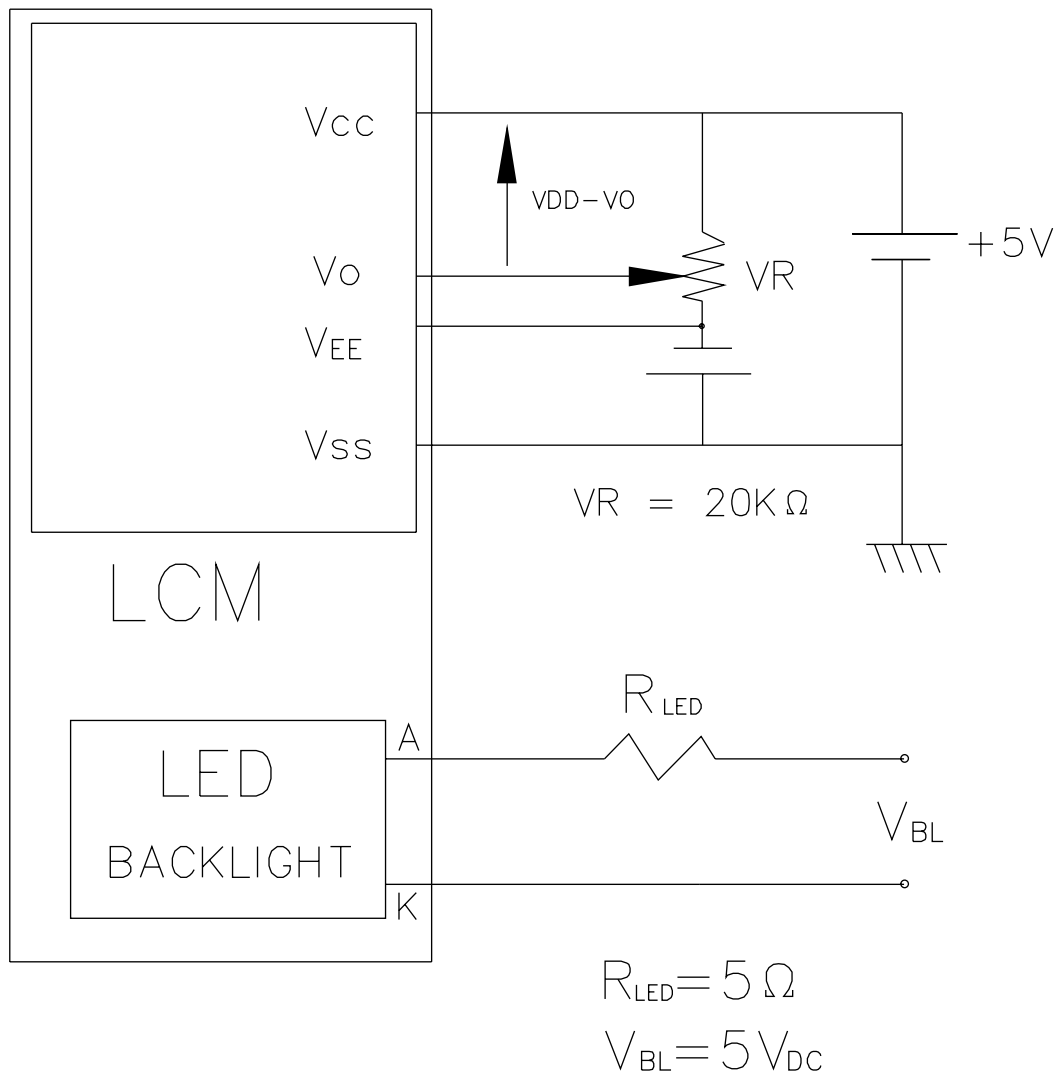 Vcc
VDD-VO
+5V
Vo
VR
VEE
Vss
VR = 20KΩ
LCM
RLED
A
LED
BACKLIGHT
VBL
K
RLED=5Ω
VBL=5VDC